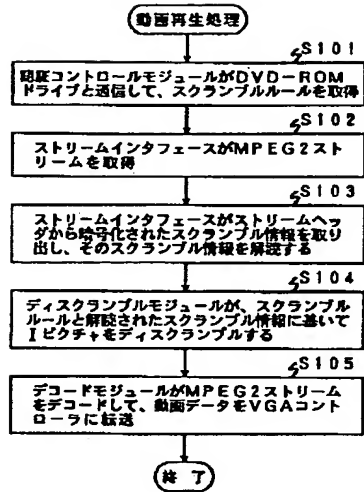 動画再生処理
S101
認証コントロールモジュールがDVD-ROM
ドライブと通信して、スクランブルルールを取得
S102
ストリームインタフェースがMPEG2スト
リームを取得
S103
ストリームインタフェースがストリームヘッ
ダから暗号化されたスクランブル情報を取り
出し、そのスクランブル情報を解読する
S104
ディスクランブルモジュールが、スクランブル
ルールと解読されたスクランブル情報に基いて
Iピクチャをディスクランブルする
S105
デコードモジュールがMPEG2ストリーム
をデコードして、動画データをVGAコント
ローラに転送
終了